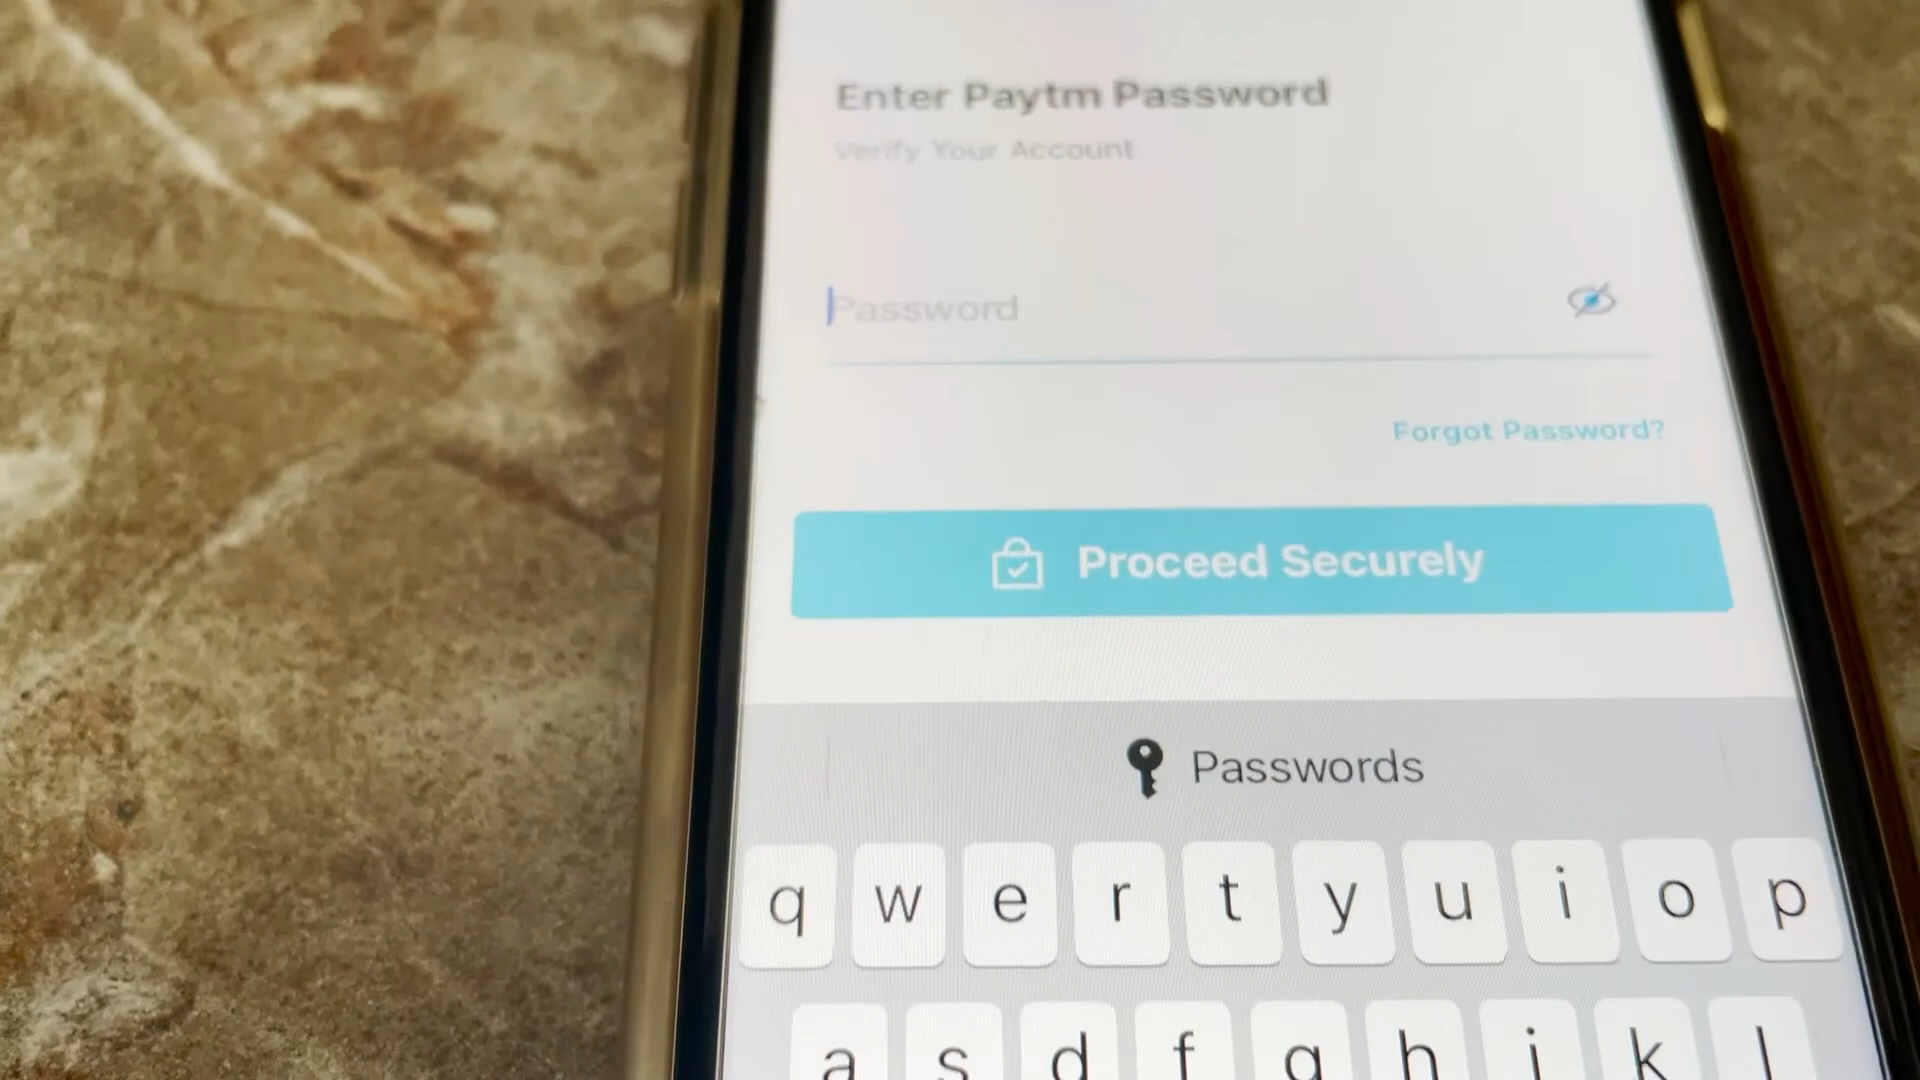 Enter Paytm Password
Verify Your Account
Password
Forgot Password?
Proceed Securely
Passwords
q w e r t y u i o p
a s d f g h j k l